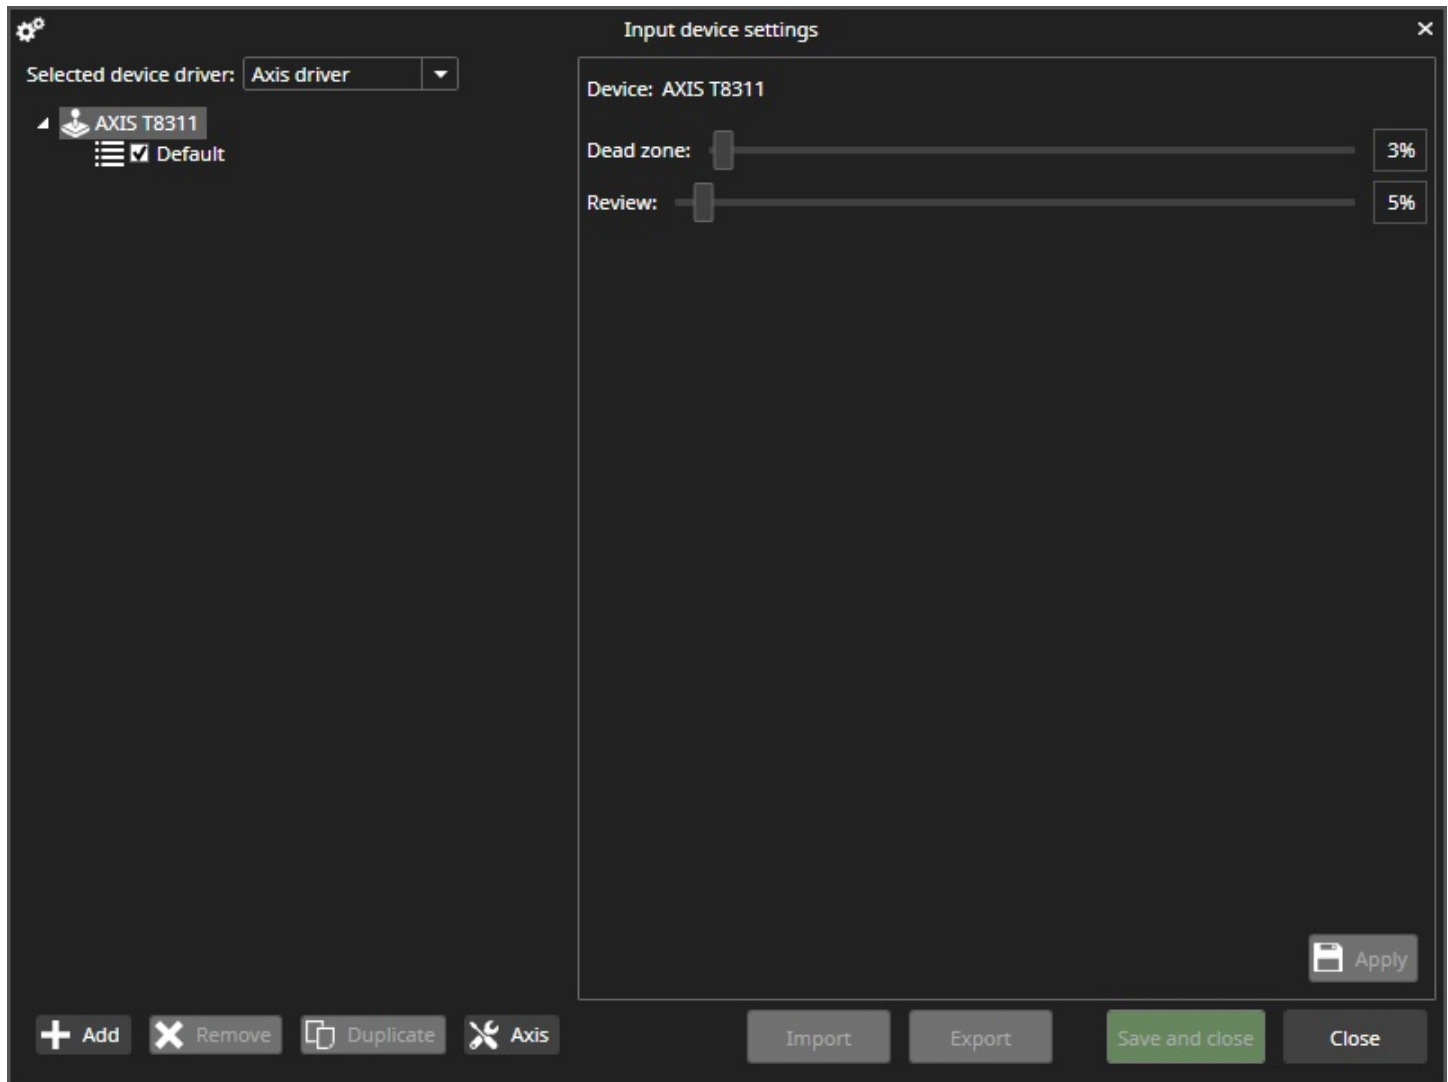 Input device settings
Selected device driver: Axis driver
AXIS T8311
Default
Device: AXIS T8311
Dead zone: 3%
Review: 5%
Apply
Add Remove Duplicate Axis Import Export Save and close Close